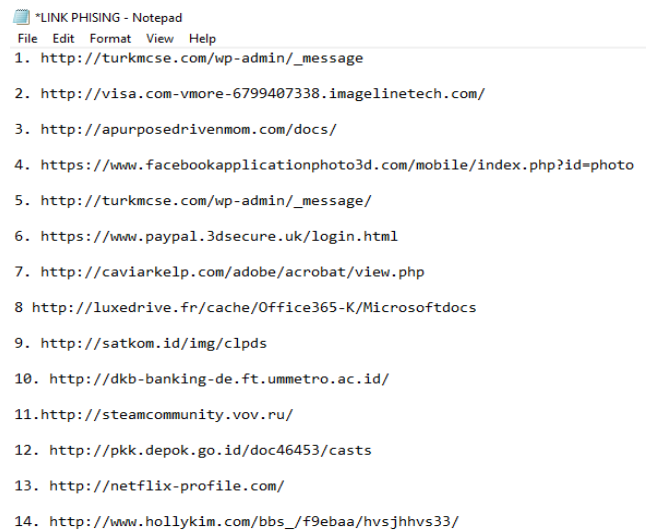 *LINK PHISING - Notepad
File Edit Format View Help
1. http://turkmcse.com/wp-admin/_message
2. http://visa.com-vmore-6799407338.imagelinetech.com/
3. http://apurposedrivenmom.com/docs/
4. https://www.facebookapplicationphoto3d.com/mobile/index.php?id=photo
5. http://turkmcse.com/wp-admin/_message/
6. https://www.paypal.3dsecure.uk/login.html
7. http://caviarkelp.com/adobe/acrobat/view.php
8 http://luxedrive.fr/cache/Office365-K/Microsoftdocs
9. http://satkom.id/img/clpds
10. http://dkb-banking-de.ft.ummetro.ac.id/
11.http://steamcommunity.vov.ru/
12. http://pkk.depok.go.id/doc46453/casts
13. http://netflix-profile.com/
14. http://www.hollykim.com/bbs_/f9ebaa/hvsjhhvs33/